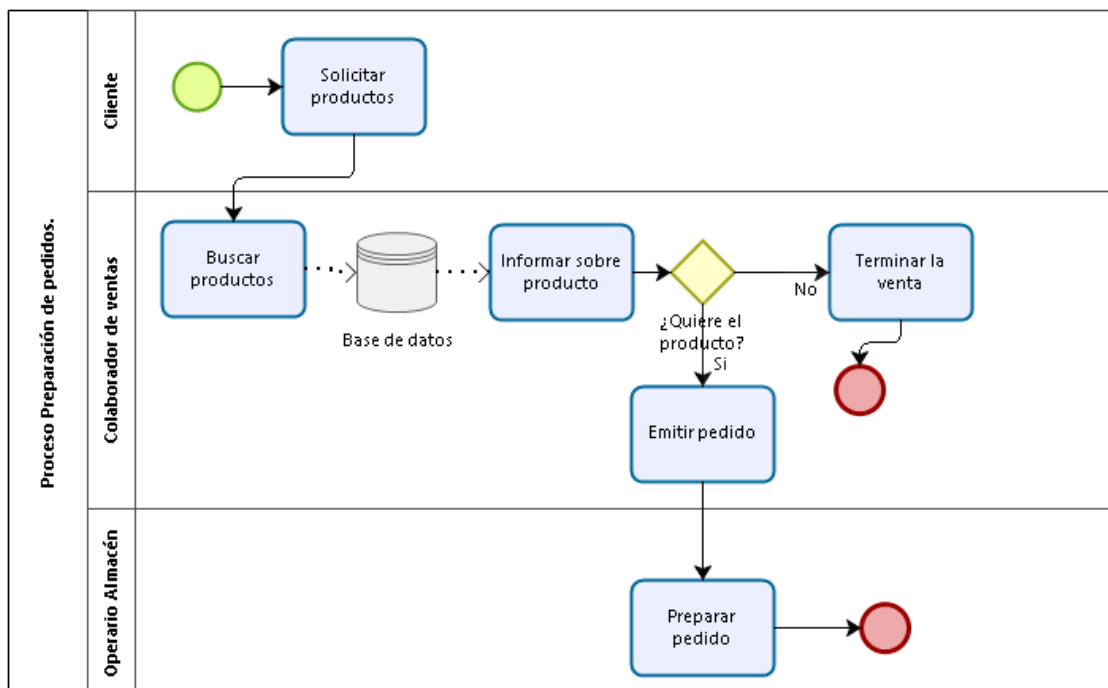 Proceso Preparación de pedidos.
Cliente
Solicitar
productos
Colaborador de ventas
Buscar
productos
Base de datos
Informar sobre
producto
¿Quiere el
producto?
No
Si
Terminar la
venta
Emitir pedido
Operario Almacén
Preparar
pedido